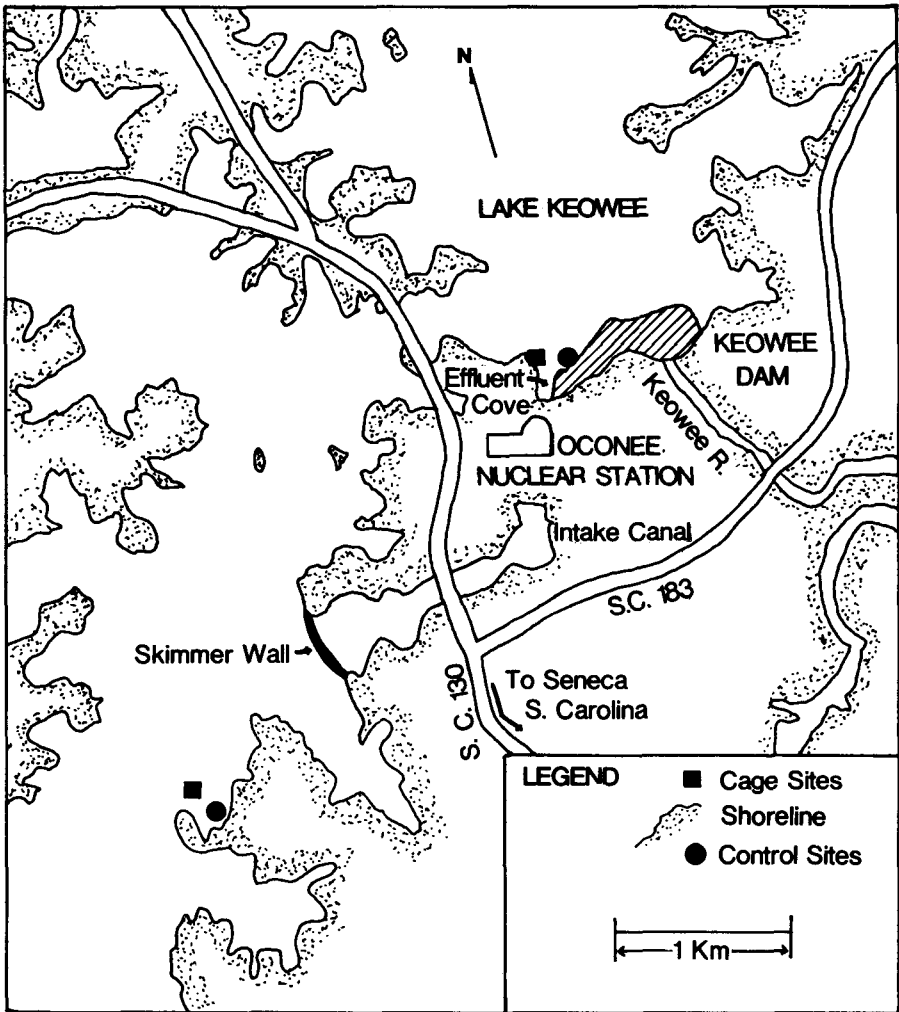 N
LAKE KEOWEE
KEOWEE
DAM
Effluent
Cove
Keowee R.
OCONEE
NUCLEAR STATION
Intake Canal
S.C. 183
Skimmer Wall
S. C. 130
To Seneca
S. Carolina
LEGEND
Cage Sites
Shoreline
Control Sites
1 Km